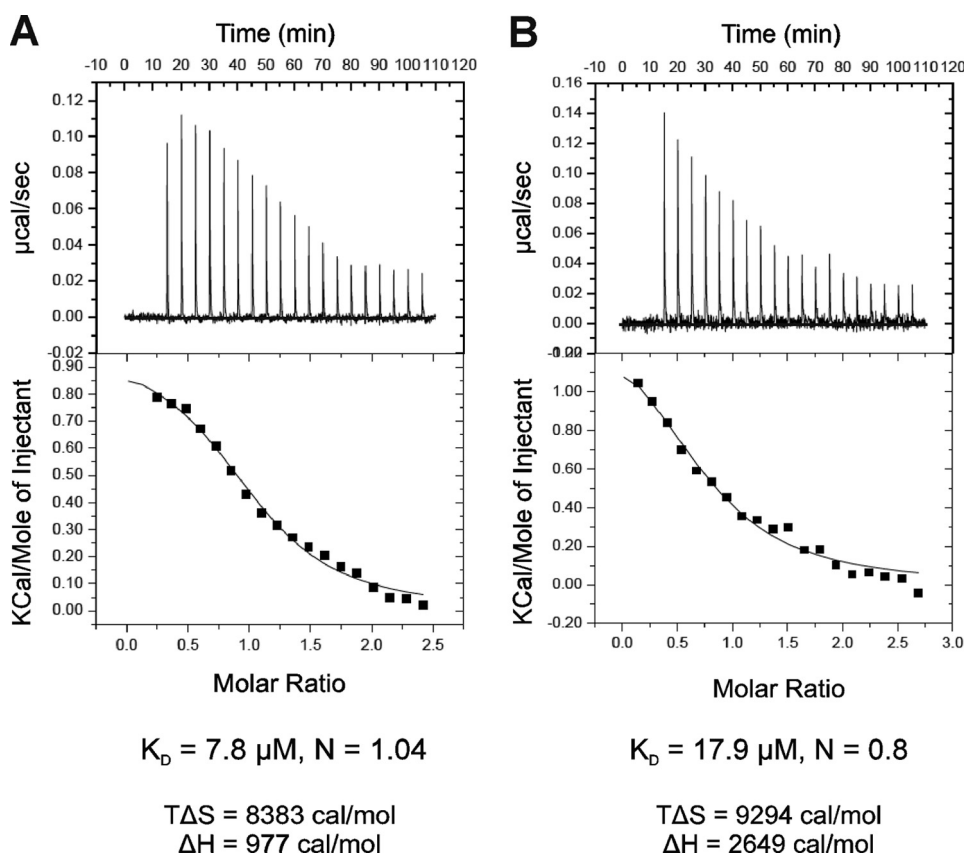 A
Time (min)
-10 0 10 20 30 40 50 60 70 80 90 100 110 120
0.12
0.10
0.08
0.06
0.04
0.02
0.00
-0.02
µcal/sec
0.90
0.80
0.70
0.60
0.50
0.40
0.30
0.20
0.10
0.00
KCal/Mole of Injectant
0.0 0.5 1.0 1.5 2.0 2.5
Molar Ratio
K_D = 7.8 µM, N = 1.04
TΔS = 8383 cal/mol
ΔH = 977 cal/mol
B
Time (min)
-10 0 10 20 30 40 50 60 70 80 90 100 110 120
0.16
0.14
0.12
0.10
0.08
0.06
0.04
0.02
0.00
µcal/sec
1.00
0.80
0.60
0.40
0.20
0.00
-0.20
KCal/Mole of Injectant
0.0 0.5 1.0 1.5 2.0 2.5 3.0
Molar Ratio
K_D = 17.9 µM, N = 0.8
TΔS = 9294 cal/mol
ΔH = 2649 cal/mol